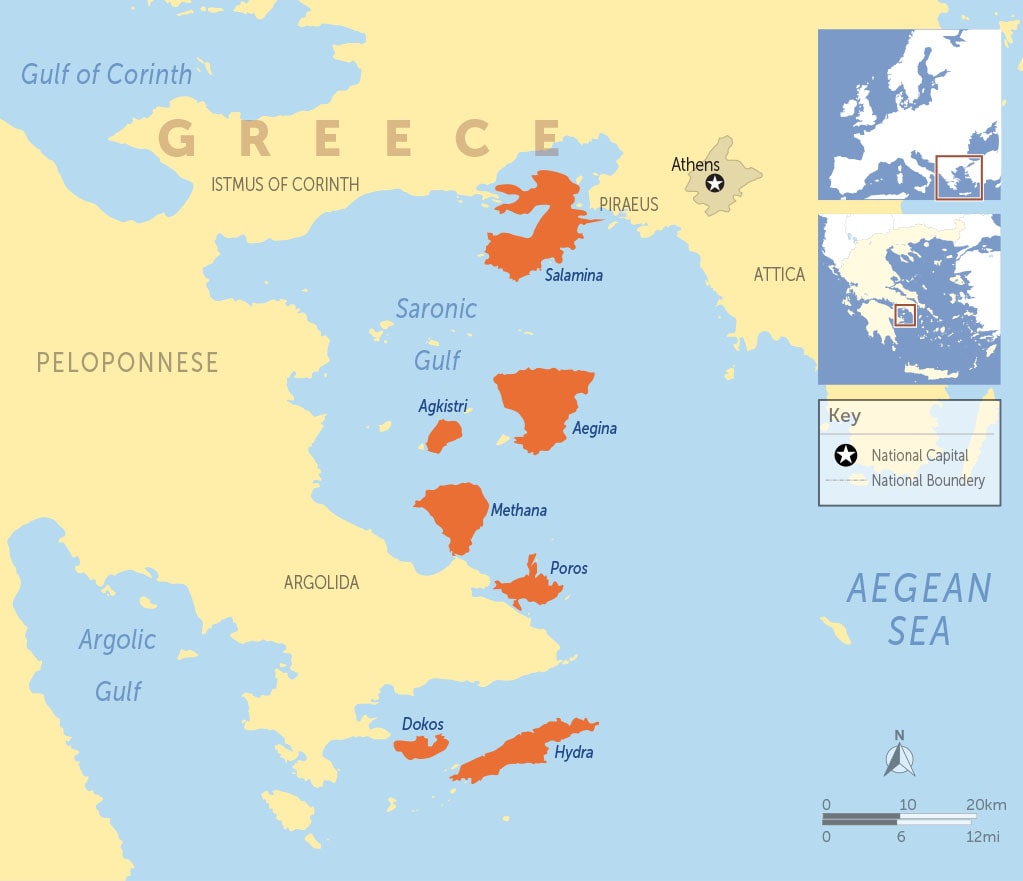 Gulf of Corinth
GREECE
ISTMUS OF CORINTH
Athens
PIRAEUS
ATTICA
Salamina
Saronic
Gulf
PELOPONNESE
Agkistri
Aegina
Methana
Poros
ARGOLIDA
Argolic
Gulf
Dokos
Hydra
AEGEAN
SEA
Key
National Capital
National Boundery
N
0 10 20km
0 6 12mi